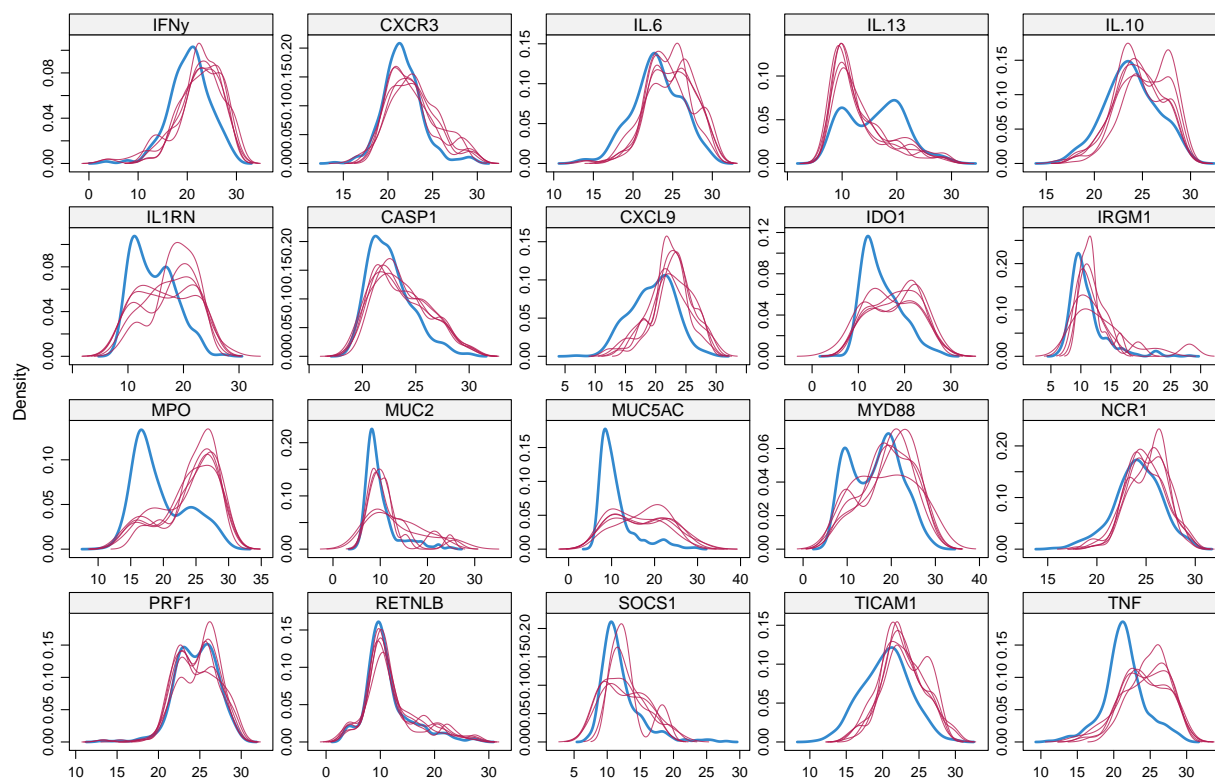 IFNy CXCR3 IL.6 IL.13 IL.10
0.00 0.04 0.08
0.000.050.100.150.20
0.00 0.05 0.10 0.15
0.00 0.05 0.10
0.00 0.05 0.10 0.15
0 10 20 30
15 20 25 30
10 15 20 25 30
0 10 20 30
15 20 25 30
IL1RN CASP1 CXCL9 IDO1 IRGM1
0.00 0.04 0.08
0.000.050.100.150.20
0.00 0.05 0.10 0.15
0.00 0.04 0.08 0.12
0.00 0.10 0.20
10 20 30
20 25 30
5 10 15 20 25 30 35
0 10 20 30
5 10 15 20 25 30
Density
MPO MUC2 MUC5AC MYD88 NCR1
0.00 0.05 0.10
0.00 0.10 0.20
0.00 0.05 0.10 0.15
0.00 0.02 0.04 0.06
0.00 0.10 0.20
10 15 20 25 30 35
0 10 20 30
0 10 20 30 40
0 10 20 30 40
15 20 25 30
PRF1 RETNLB SOCS1 TICAM1 TNF
0.00 0.05 0.10 0.15
0.00 0.05 0.10 0.15
0.000.050.100.150.20
0.00 0.05 0.10 0.15
0.00 0.05 0.10 0.15
10 15 20 25 30
0 10 20 30
5 10 15 20 25 30
10 15 20 25 30
10 15 20 25 30